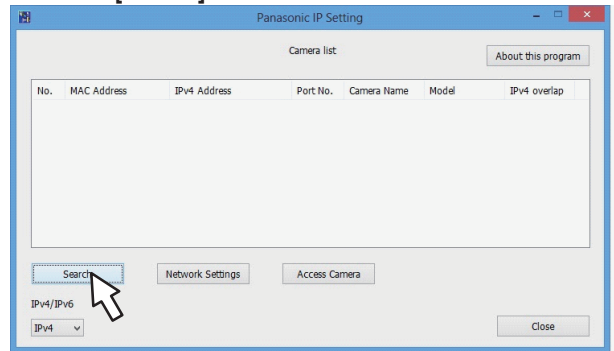 Panasonic IP Setting
Camera list
About this program
No. MAC Address IPv4 Address Port No. Camera Name Model IPv4 overlap
Search Network Settings Access Camera
IPv4/IPv6
IPv4 Close